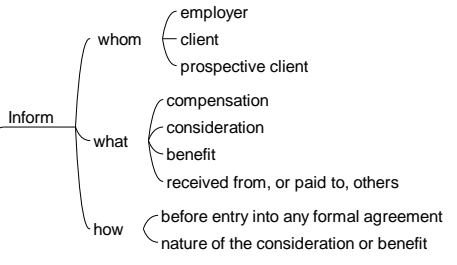 Inform
whom
employer
client
prospective client
what
compensation
consideration
benefit
received from, or paid to, others
how
before entry into any formal agreement
nature of the consideration or benefit